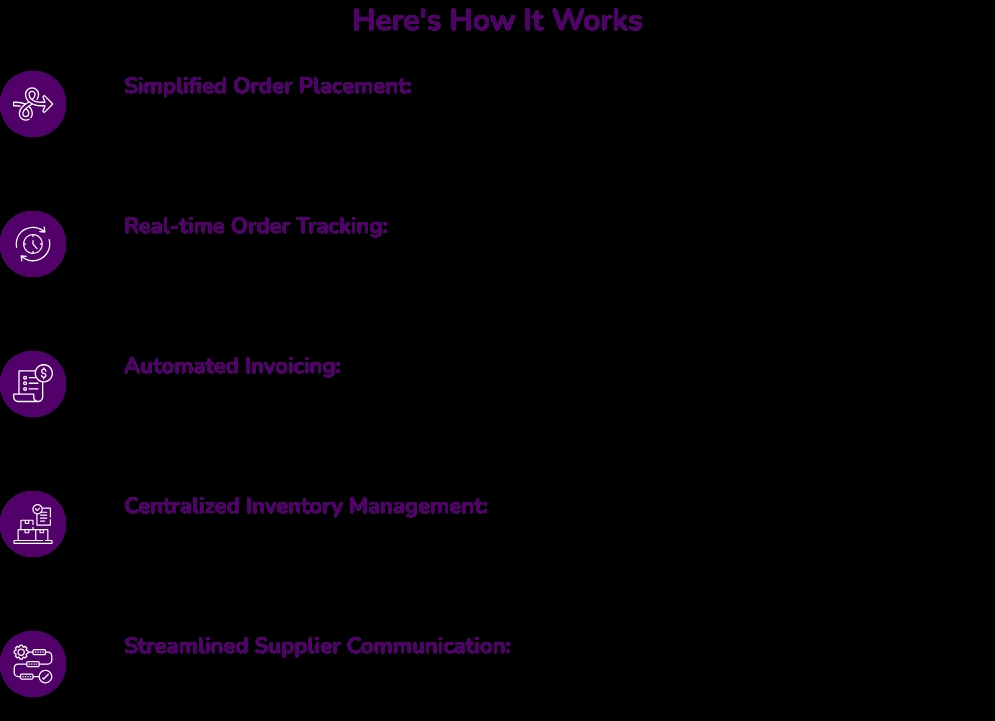 Here's How It Works
Simplified Order Placement:
Real-time Order Tracking:
Automated Invoicing:
Centralized Inventory Management:
Streamlined Supplier Communication: